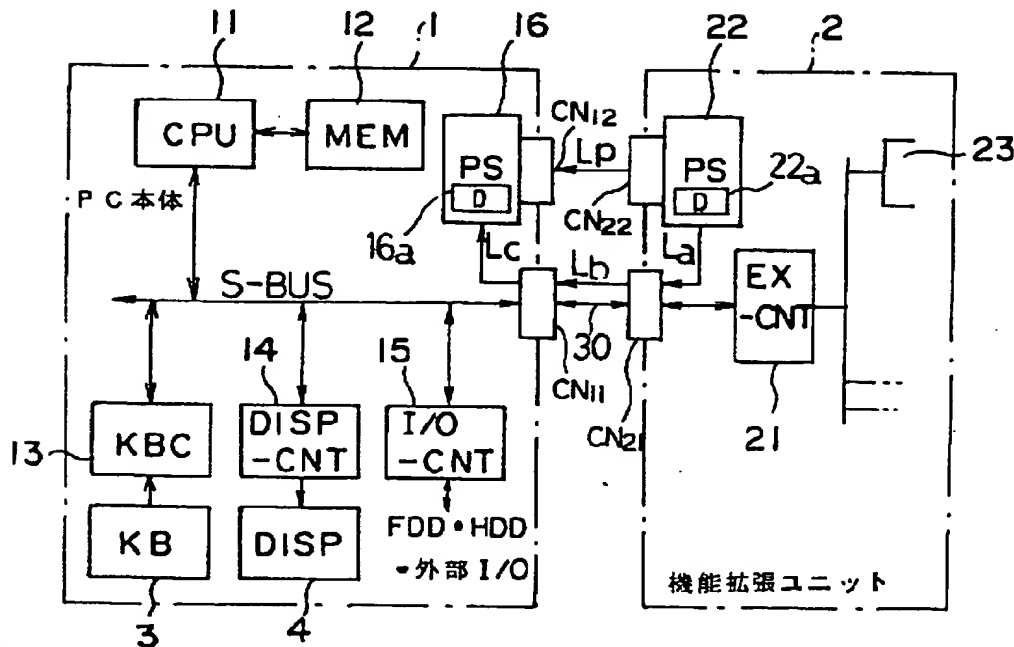 11
12
1
16
22
2
CPU
MEM
CN12
Lp
PS
D
PS
D
22a
23
PC本体
16a
CN22
Lc
La
Lb
S-BUS
EX
-CNT
30
14
15
CN11
CN21
21
13
KBC
DISP
-CNT
I/O
-CNT
KB
DISP
FDD・HDD
・外部I/O
機能拡張ユニット
3
4